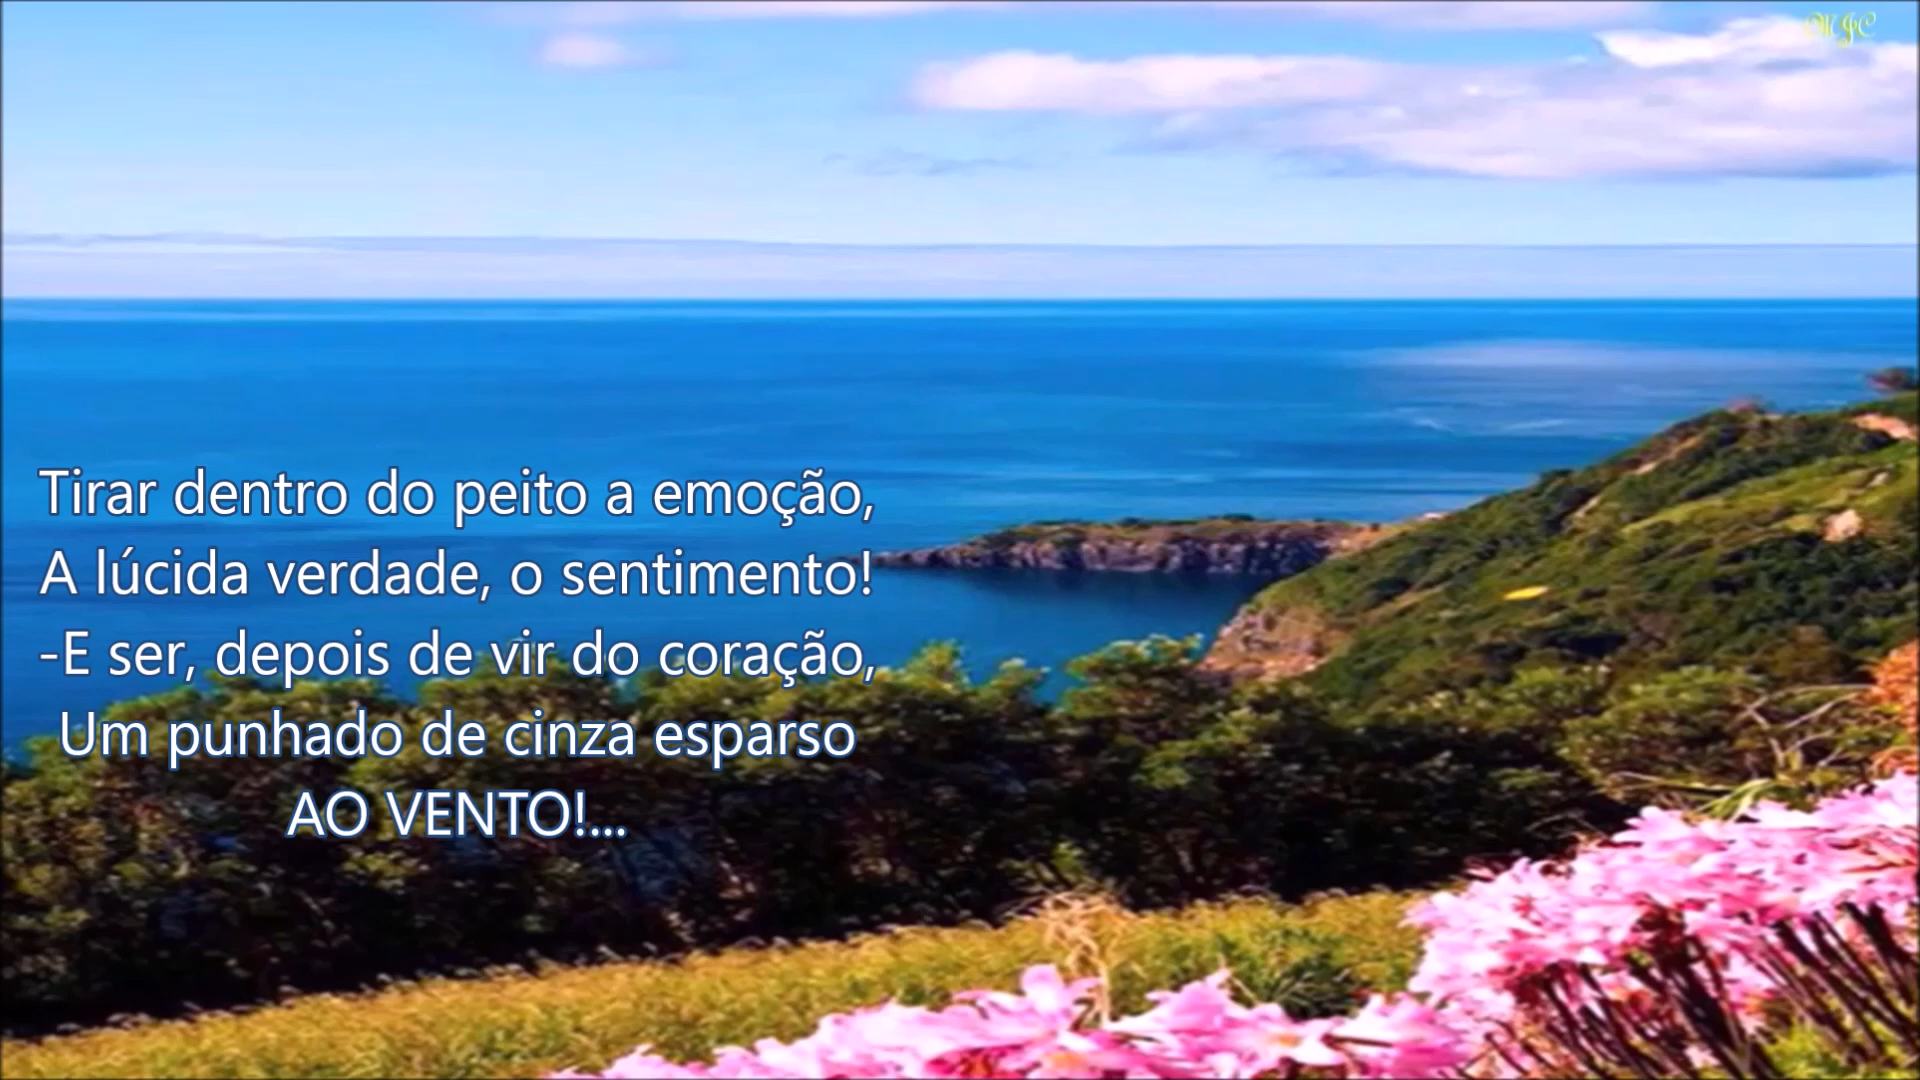 MJC
Tirar dentro do peito a emoção,
A lúcida verdade, o sentimento!
-E ser, depois de vir do coração,
Um punhado de cinza esparso
AO VENTO!...